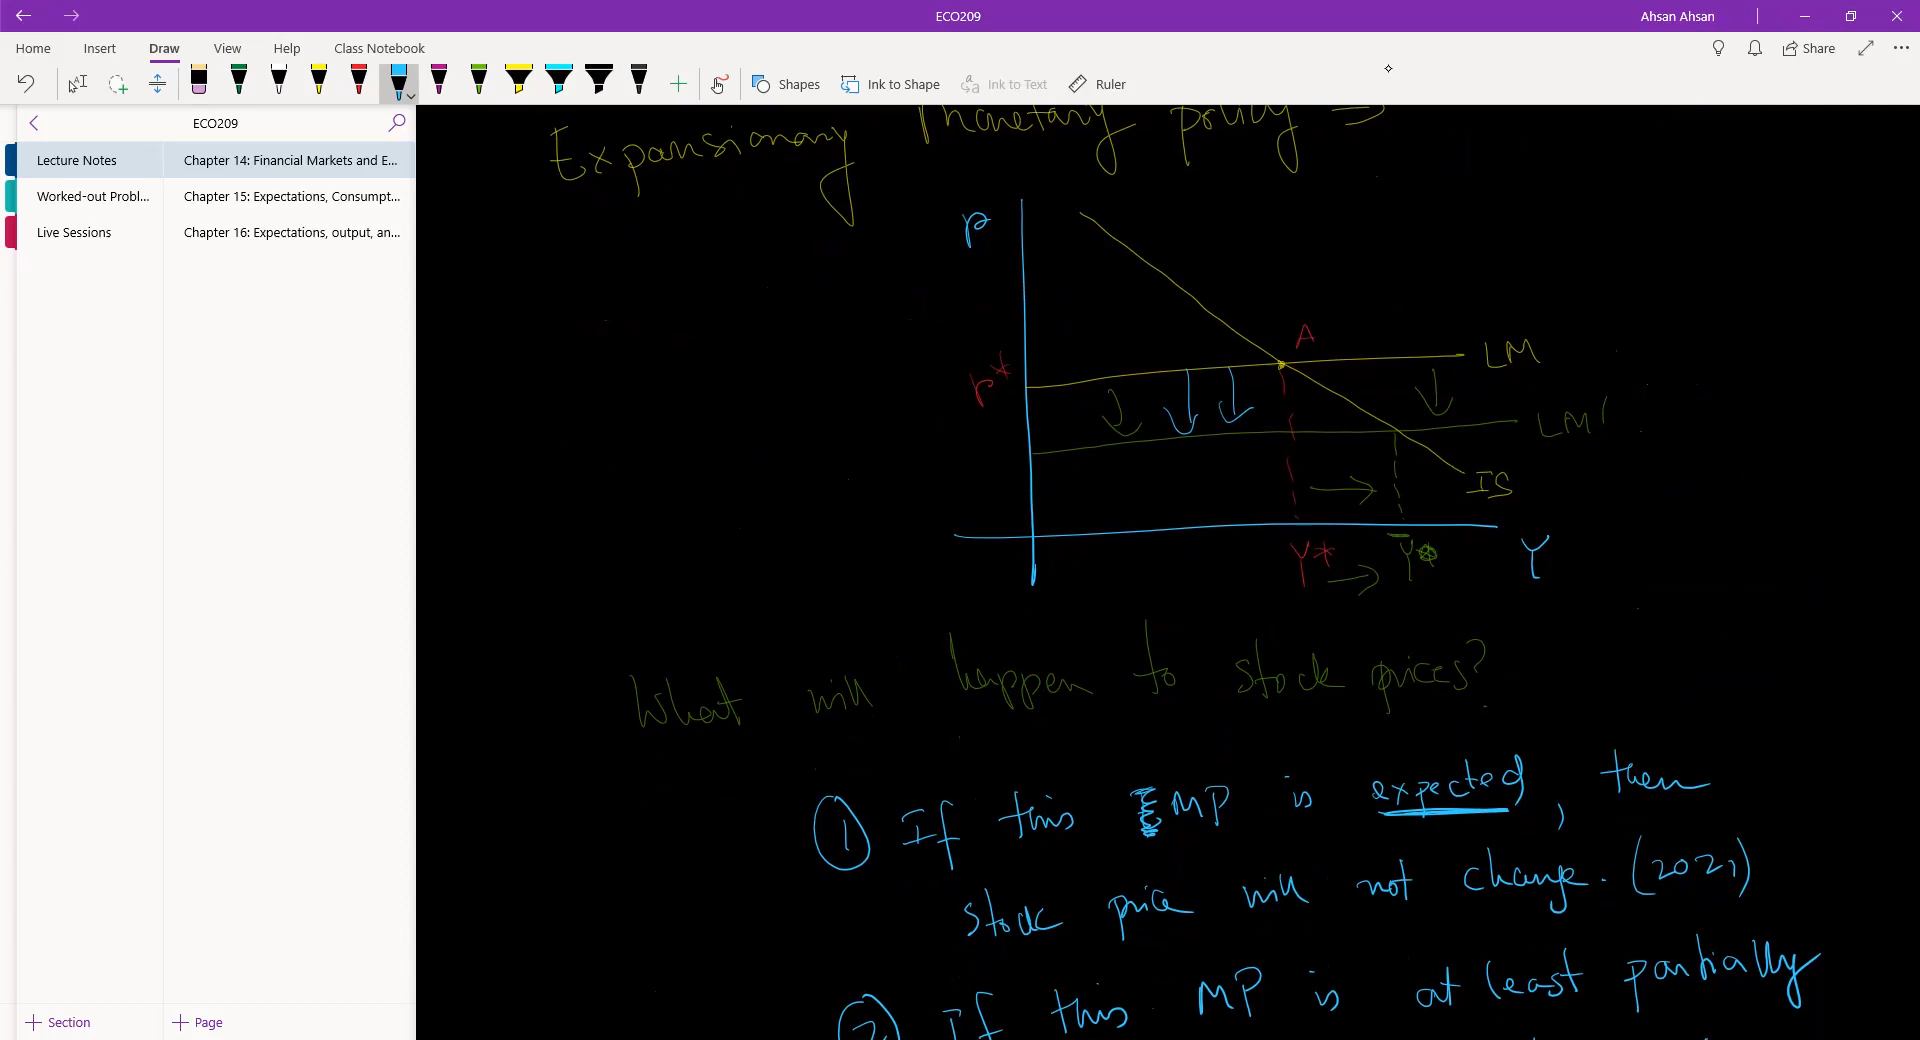 ECO209
Ahsan Ahsan
Home Insert Draw View Help Class Notebook
Share
Shapes Ink to Shape Ink to Text Ruler
ECO209
Lecture Notes
Worked-out Probl...
Live Sessions
Chapter 14: Financial Markets and E...
Chapter 15: Expectations, Consumpt...
Chapter 16: Expectations, output, an...
Section
Page
Expansionary Monetary policy ⇒
r
A
r*
LM
LM'
IS
Y* → Y
Y
What will happen to stock prices?
① If this MP is expected, then
stock price will not change. (2021)
② If this MP is at least partially